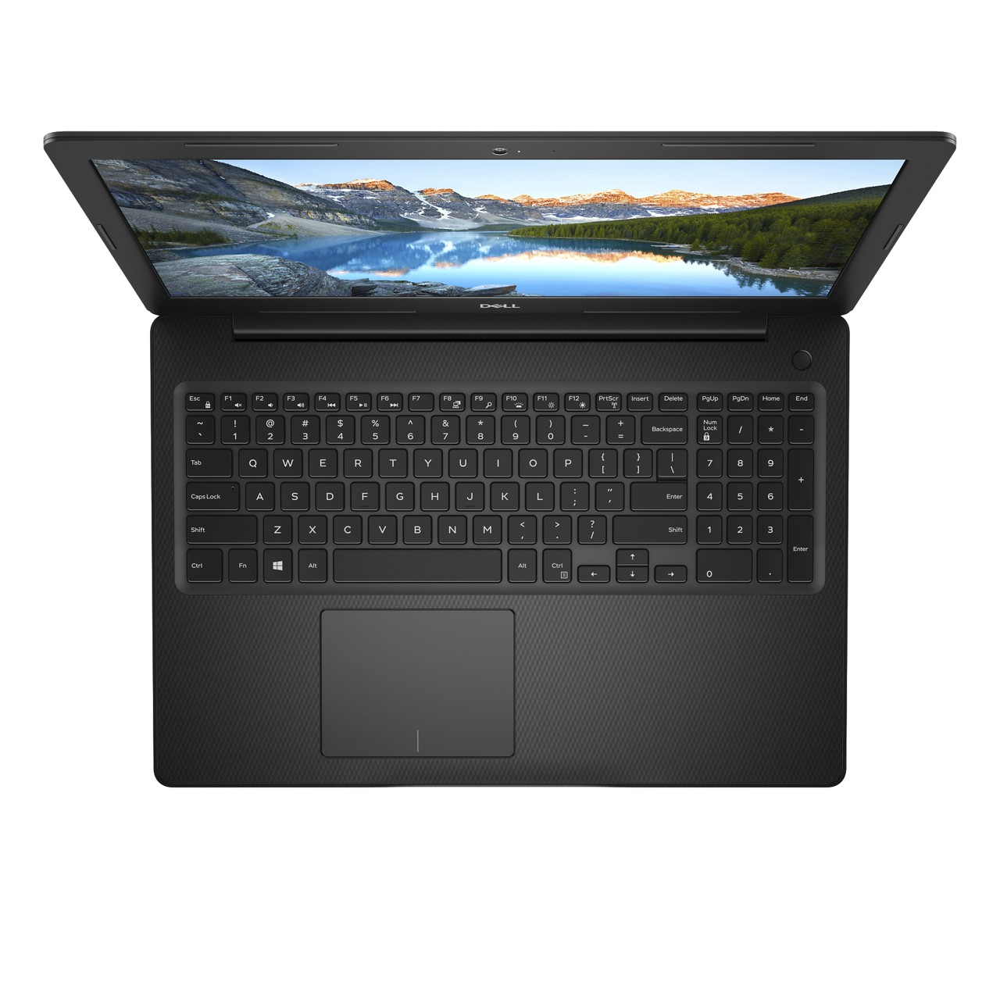 DELL
Esc F1 F2 F3 F4 F5 F6 F7 F8 F9 F10 F11 F12 PrtScr Insert Delete PgUp PgDn Home End
~ ! @ # $ % ^ & * ( ) _ + Backspace Num Lock / * -
` 1 2 3 4 5 6 7 8 9 0 - =
Tab Q W E R T Y U I O P { } | 7 8 9 +
[ ] \
Caps Lock A S D F G H J K L : " Enter 4 5 6
; '
Shift Z X C V B N M < > ? Shift 1 2 3 Enter
, . /
Ctrl Fn Alt Alt Ctrl ← ↑ ↓ → 0 .